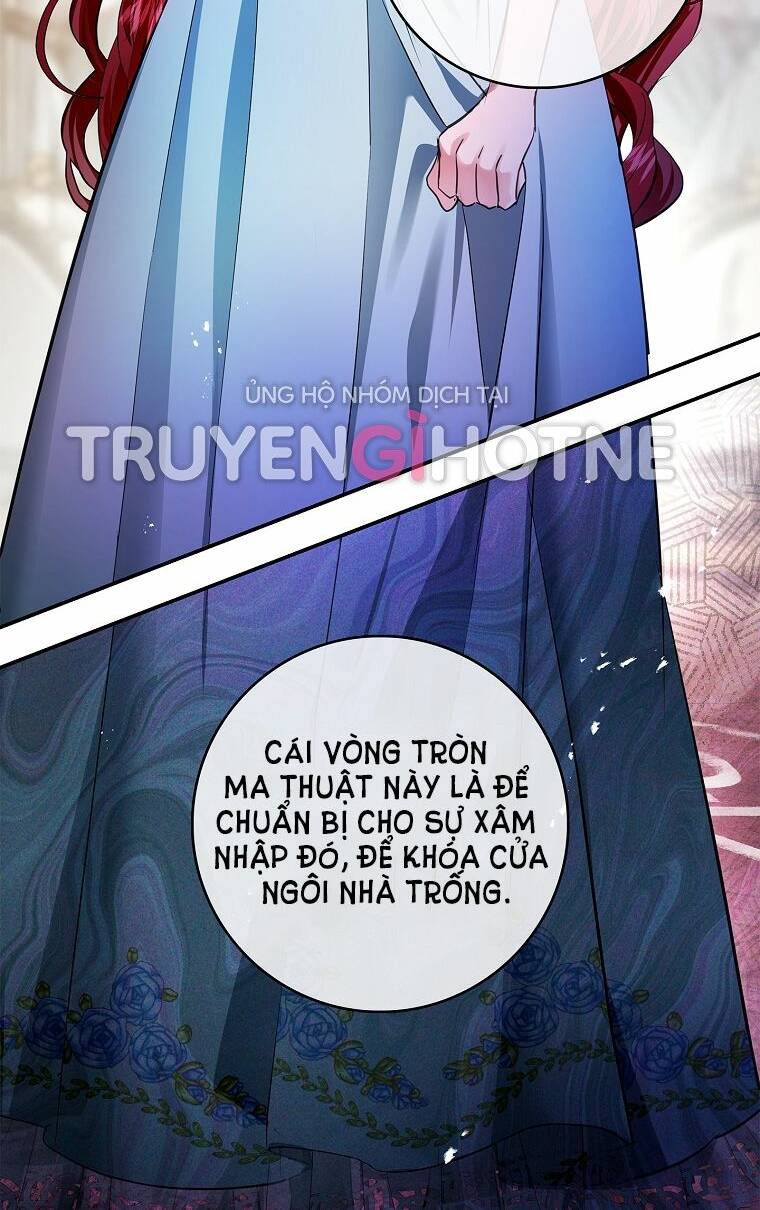 ỦNG HỘ NHÓM DỊCH TẠI
TRUYENGIHOTNE
CÁI VÒNG TRÒN
MA THUẬT NÀY LÀ ĐỂ
CHUẨN BỊ CHO SỰ XÂM
NHẬP ĐÓ, ĐỂ KHÓA CỬA
NGÔI NHÀ TRỐNG.